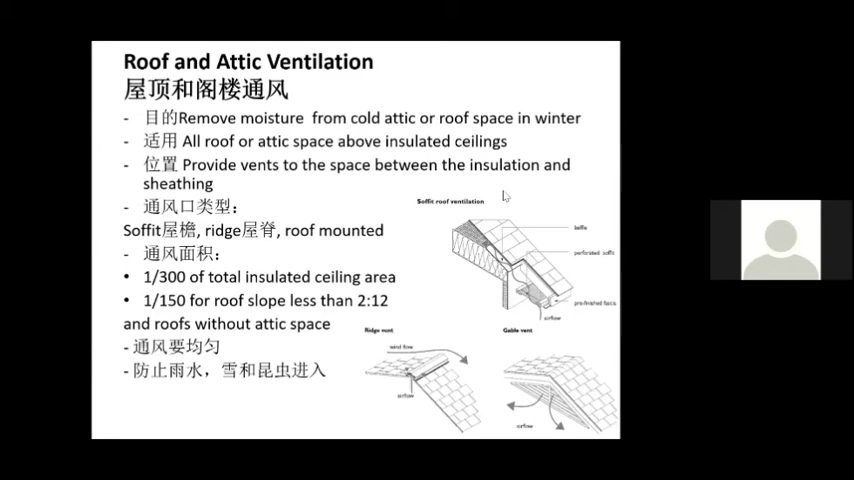 Roof and Attic Ventilation
屋顶和阁楼通风
- 目的Remove moisture from cold attic or roof space in winter
- 适用 All roof or attic space above insulated ceilings
- 位置 Provide vents to the space between the insulation and
sheathing
- 通风口类型：
Soffit屋檐, ridge屋脊, roof mounted
- 通风面积：
• 1/300 of total insulated ceiling area
• 1/150 for roof slope less than 2:12
and roofs without attic space
- 通风要均匀
- 防止雨水，雪和昆虫进入
Soffit roof ventilation
baffle
perforated soffit
pre-finished fascia
airflow
Ridge vent
wind flow
airflow
Gable vent
airflow